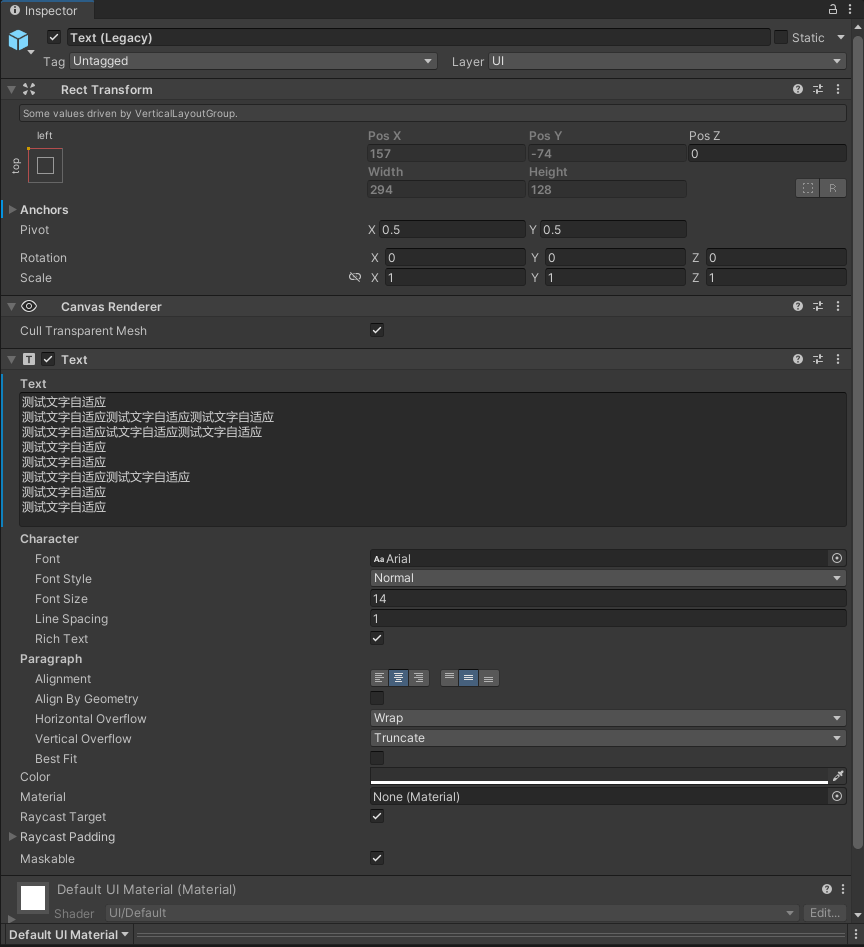 Inspector
Text (Legacy)
Static
Tag Untagged Layer UI
Rect Transform
Some values driven by VerticalLayoutGroup.
left
top
Pos X Pos Y Pos Z
157 -74 0
Width Height
294 128
R
Anchors
Pivot X 0.5 Y 0.5
Rotation X 0 Y 0 Z 0
Scale X 1 Y 1 Z 1
Canvas Renderer
Cull Transparent Mesh
T Text
Text
测试文字自适应
测试文字自适应测试文字自适应测试文字自适应
测试文字自适应试文字自适应测试文字自适应
测试文字自适应
测试文字自适应
测试文字自适应测试文字自适应
测试文字自适应
测试文字自适应
Character
Font Aa Arial
Font Style Normal
Font Size 14
Line Spacing 1
Rich Text
Paragraph
Alignment
Align By Geometry
Horizontal Overflow Wrap
Vertical Overflow Truncate
Best Fit
Color
Material None (Material)
Raycast Target
Raycast Padding
Maskable
Default UI Material (Material)
Shader UI/Default Edit...
Default UI Material